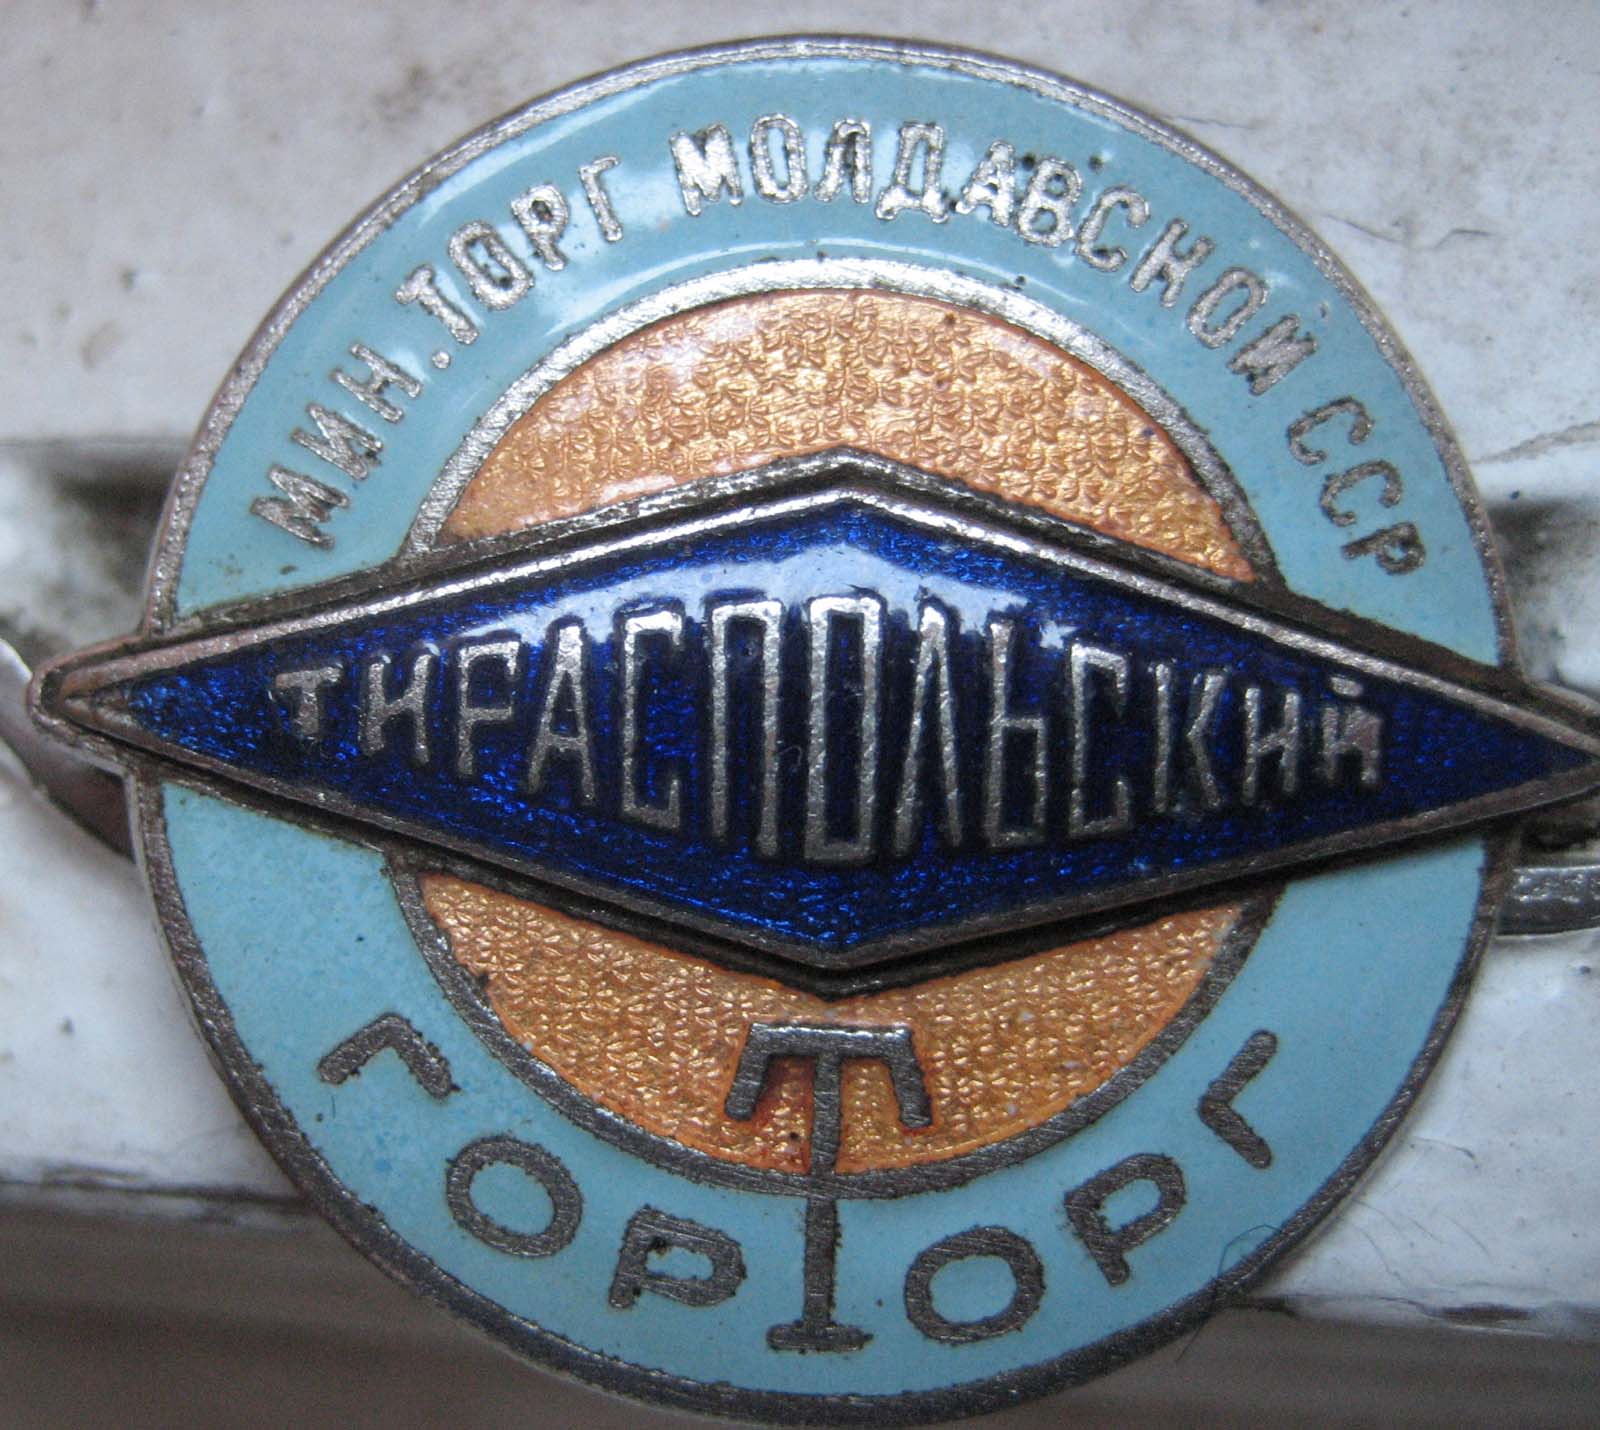 МИН.ТОРГ МОЛДАВСКОЙ ССР
ТИРАСПОЛЬСКИЙ
ГОРТОРГ